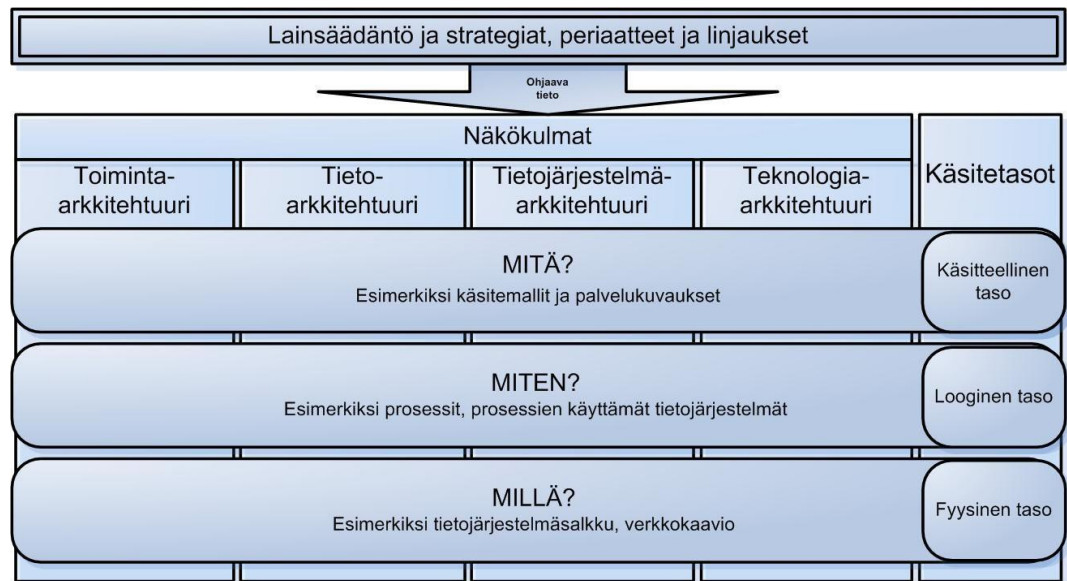 Lainsäädäntö ja strategiat, periaatteet ja linjaukset
Ohjaava
tieto
Näkökulmat
Käsitetasot
Toiminta-
arkkitehtuuri
Tieto-
arkkitehtuuri
Tietojärjestelmä-
arkkitehtuuri
Teknologia-
arkkitehtuuri
MITÄ?
Esimerkiksi käsitemallit ja palvelukuvaukset
Käsitteellinen
taso
MITEN?
Esimerkiksi prosessit, prosessien käyttämät tietojärjestelmät
Looginen taso
MILLÄ?
Esimerkiksi tietojärjestelmäsalkku, verkkokaavio
Fyysinen taso